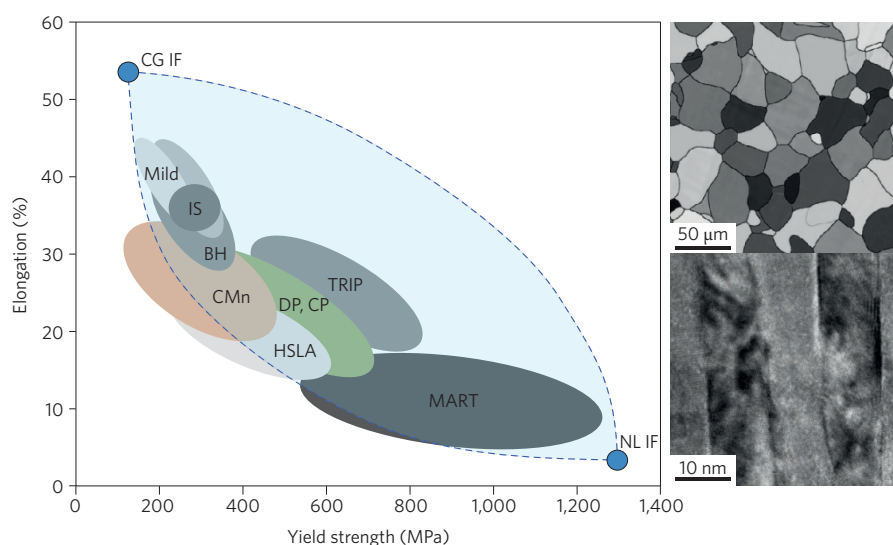 60
50
40
30
20
10
0
Elongation (%)
CG IF
Mild
IS
BH
CMn
DP, CP
TRIP
HSLA
MART
NL IF
0 200 400 600 800 1,000 1,200 1,400
Yield strength (MPa)
50 μm
10 nm